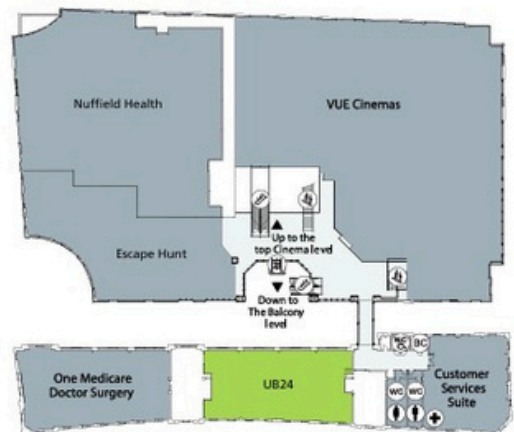 Nuffield Health
VUE Cinemas
Escape Hunt
Up to the
top Cinema level
Down to
The Balcony
level
One Medicare
Doctor Surgery
UB24
BC
Customer
Services
Suite
WC
WC